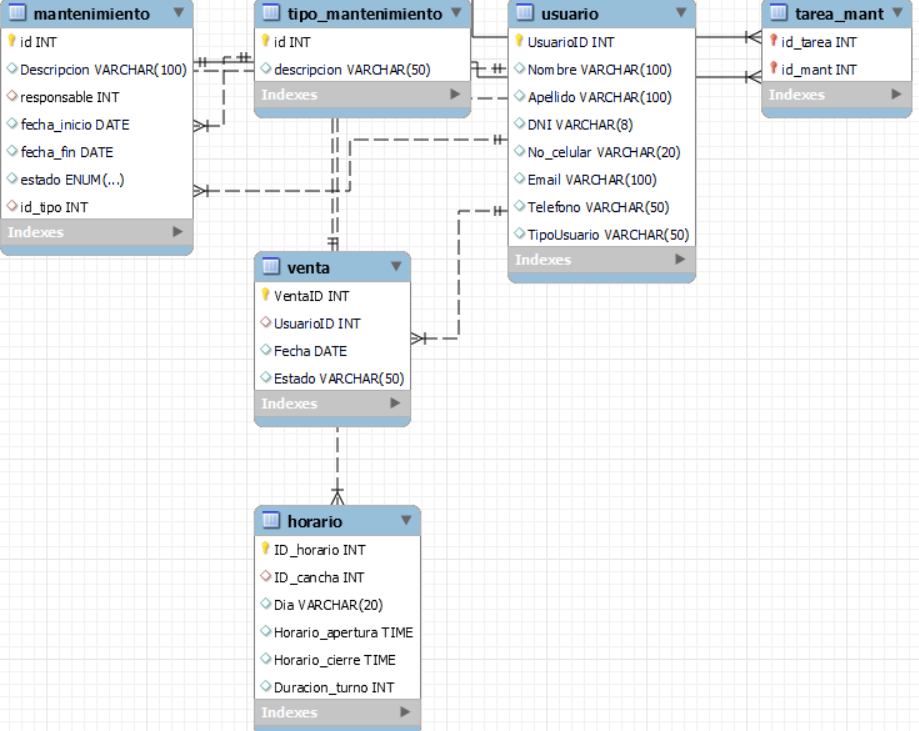 mantenimiento
id INT
Descripcion VARCHAR(100)
responsable INT
fecha_inicio DATE
fecha_fin DATE
estado ENUM(...)
id_tipo INT
Indexes
tipo_mantenimiento
id INT
descripcion VARCHAR(50)
Indexes
usuario
UsuarioID INT
Nombre VARCHAR(100)
Apellido VARCHAR(100)
DNI VARCHAR(8)
No_celular VARCHAR(20)
Email VARCHAR(100)
Telefono VARCHAR(50)
TipoUsuario VARCHAR(50)
Indexes
tarea_mant
id_tarea INT
id_mant INT
Indexes
venta
VentaID INT
UsuarioID INT
Fecha DATE
Estado VARCHAR(50)
Indexes
horario
ID_horario INT
ID_cancha INT
Dia VARCHAR(20)
Horario_apertura TIME
Horario_cierre TIME
Duracion_turno INT
Indexes